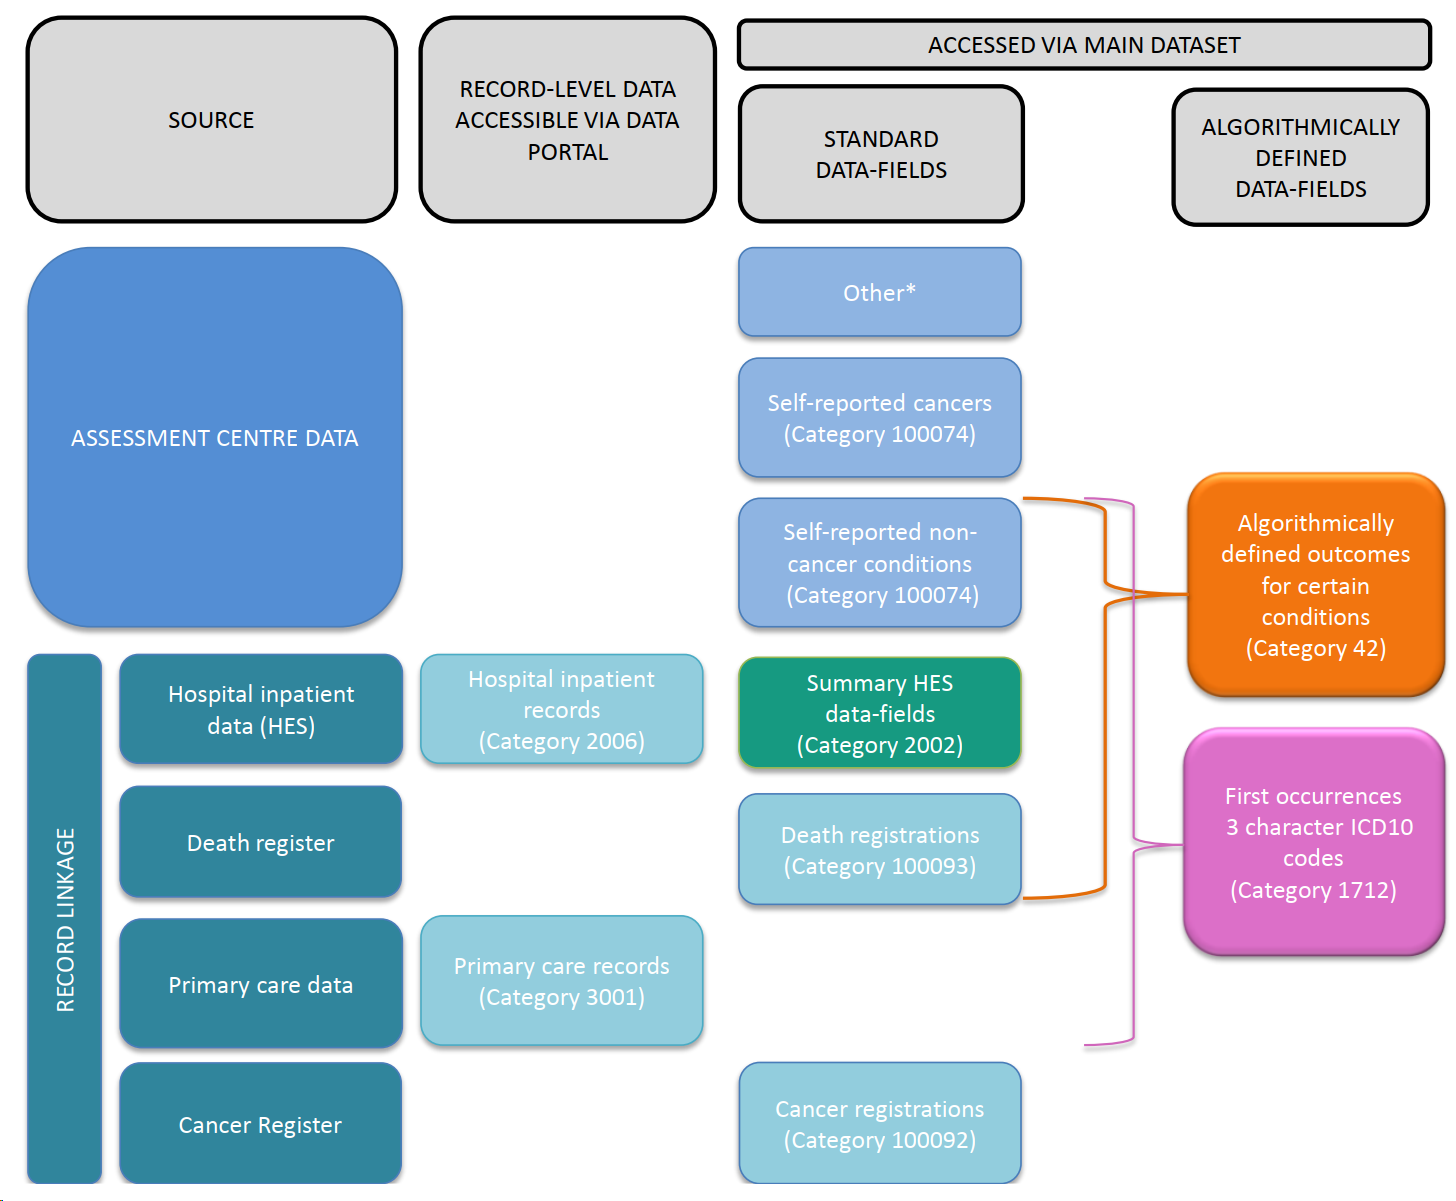 SOURCE
RECORD-LEVEL DATA
ACCESSIBLE VIA DATA
PORTAL
ACCESSED VIA MAIN DATASET
STANDARD
DATA-FIELDS
ALGORITHMICALLY
DEFINED
DATA-FIELDS
ASSESSMENT CENTRE DATA
Other*
Self-reported cancers
(Category 100074)
Self-reported non-
cancer conditions
(Category 100074)
Algorithmically
defined outcomes
for certain
conditions
(Category 42)
RECORD LINKAGE
Hospital inpatient
data (HES)
Hospital inpatient
records
(Category 2006)
Summary HES
data-fields
(Category 2002)
First occurrences
3 character ICD10
codes
(Category 1712)
Death register
Death registrations
(Category 100093)
Primary care data
Primary care records
(Category 3001)
Cancer Register
Cancer registrations
(Category 100092)